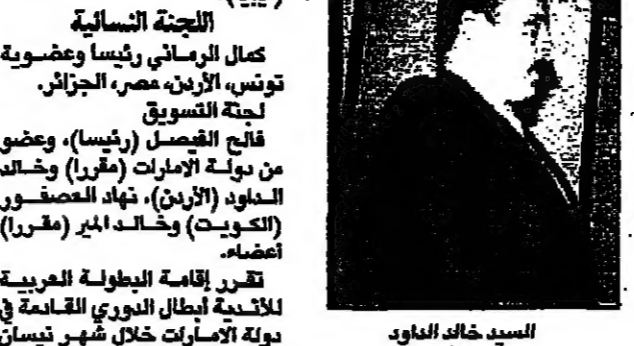 اللجنة النسائية
كمال الرماني رئيسا وعضوية
تونس، الأردن، مصر، الجزائر.
لجنة التسويق
فالح الفيصل (رئيسا)، وعضو
من دولة الامارات (مقررا) وخالد
الداود (الأردن)، نهاد العصفور
(الكويت) وخالد المير (مقررا)
أعضاء.
تقرر إقامة البطولة العربية
للأندية أبطال الدوري القادمة في
دولة الامارات خلال شهر نيسان
السيد خالد الداود